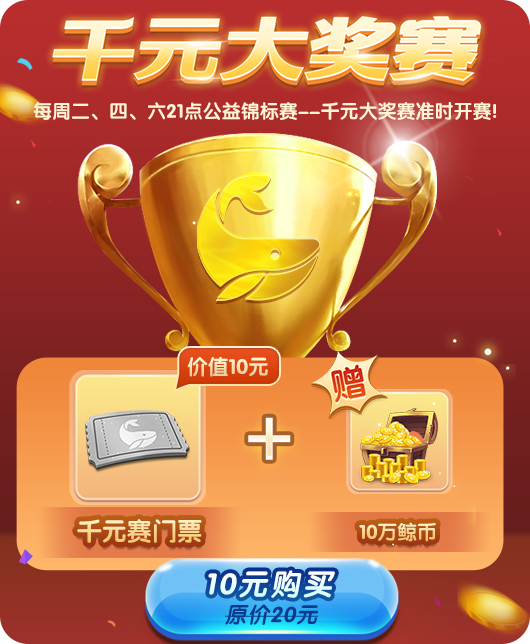 千元大奖赛
每周二、四、六21点公益锦标赛--千元大奖赛准时开赛!
价值10元
赠
千元赛门票
10万鲸币
10元购买
原价20元